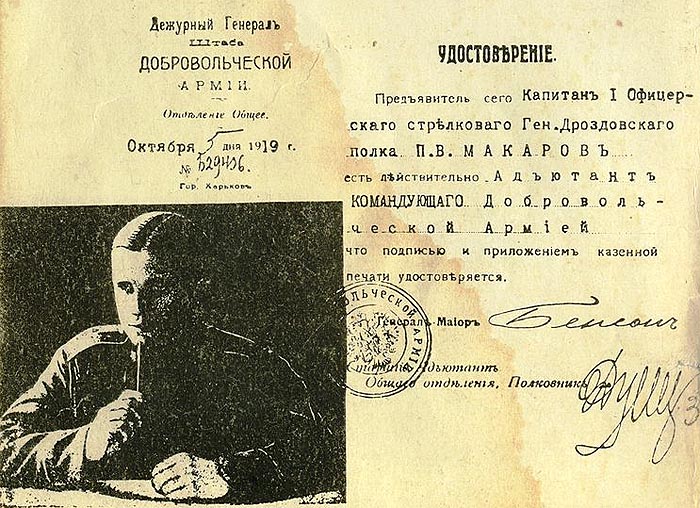 Дежурный Генералъ
Штаба
ДОБРОВОЛЬЧЕСКОЙ
АРМІИ.
Отдѣленіе Общее.
Октября 5 дня 1919 г.
№ 529436.
Гор. Харьковъ.
УДОСТОВѢРЕНІЕ.
Предъявитель сего Капитанъ I Офицер-
скаго стрѣлковаго Ген.Дроздовскаго
полка П.В. МАКАРОВЪ
есть дѣйствительно Адъютантъ
КОМАНДУЮЩАГО Доброволь-
ческой Арміей
что подписью и приложеніем казенной
печати удостовѣряется.
Генералъ-Маіоръ Бенсонъ
Адъютантъ
Общаго отдѣленія, Полковникъ